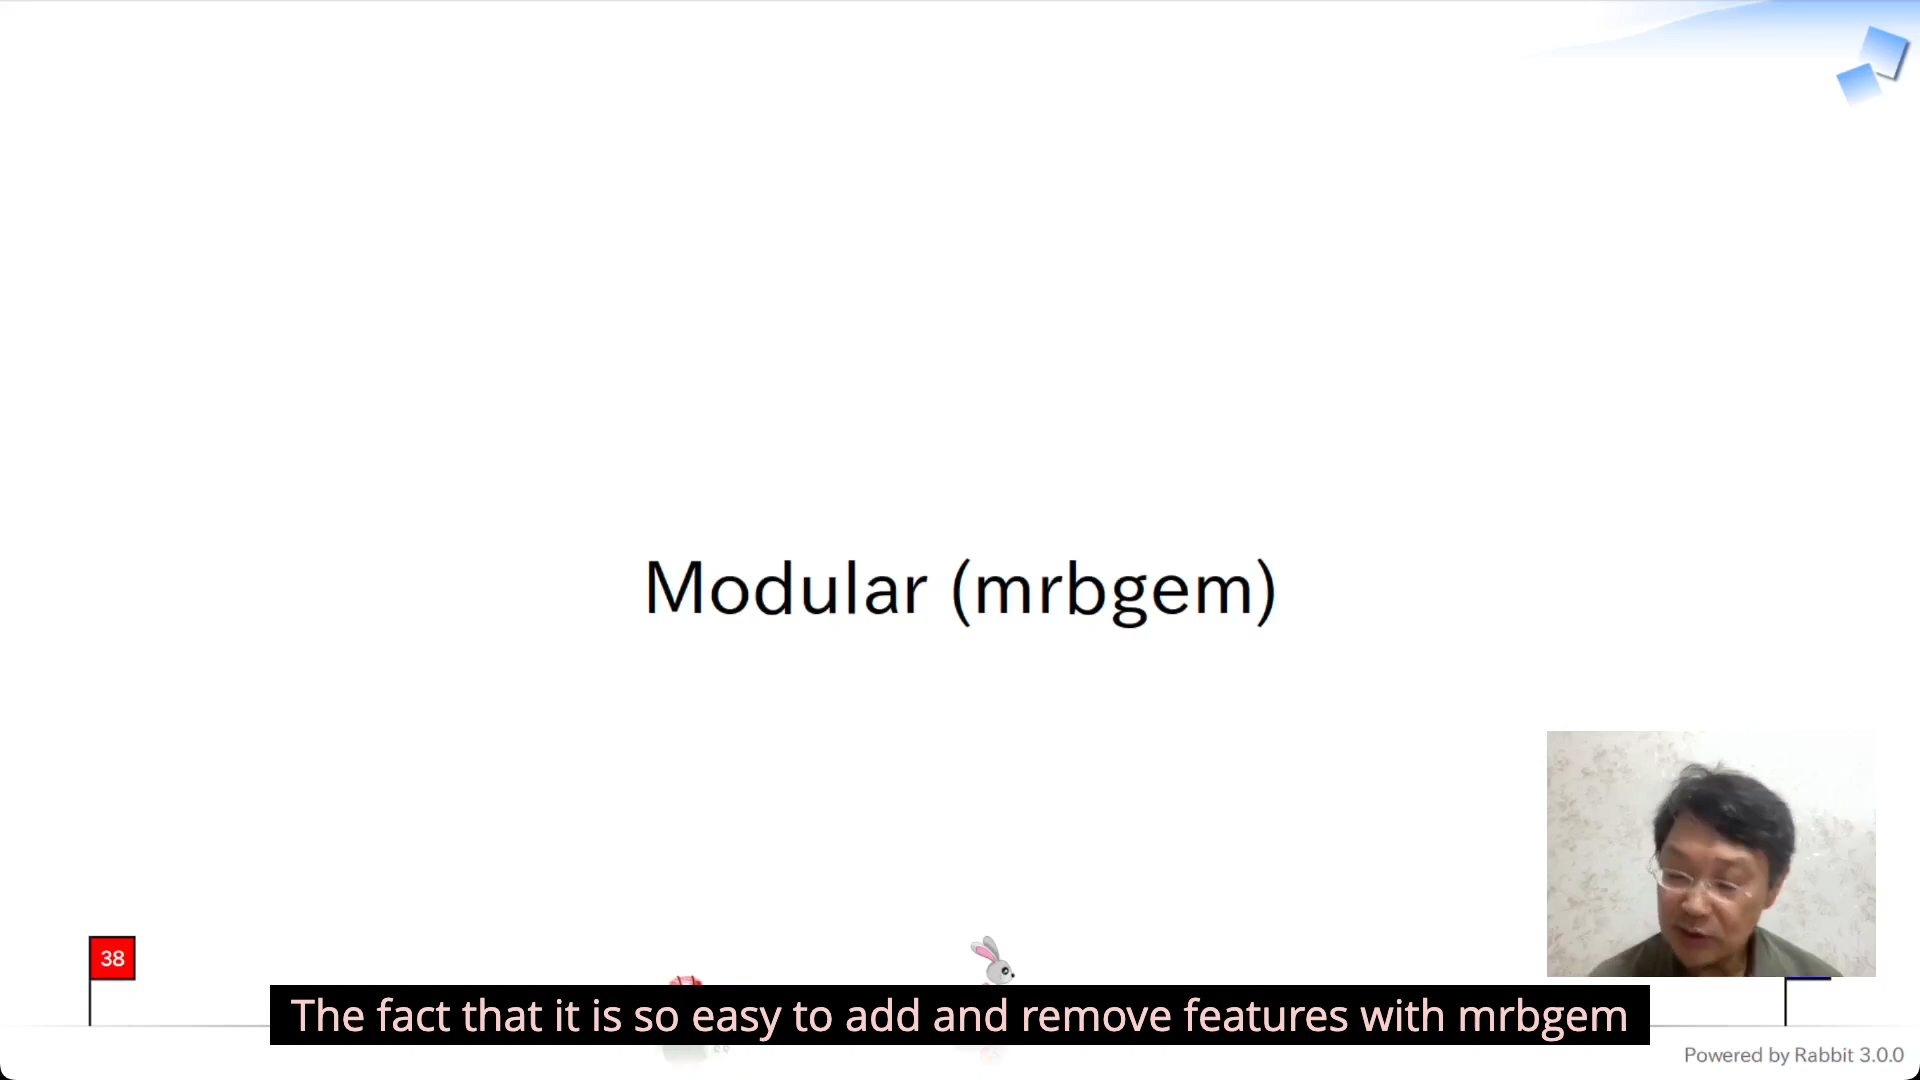 Modular (mrbgem)
38
The fact that it is so easy to add and remove features with mrbgem
Powered by Rabbit 3.0.0